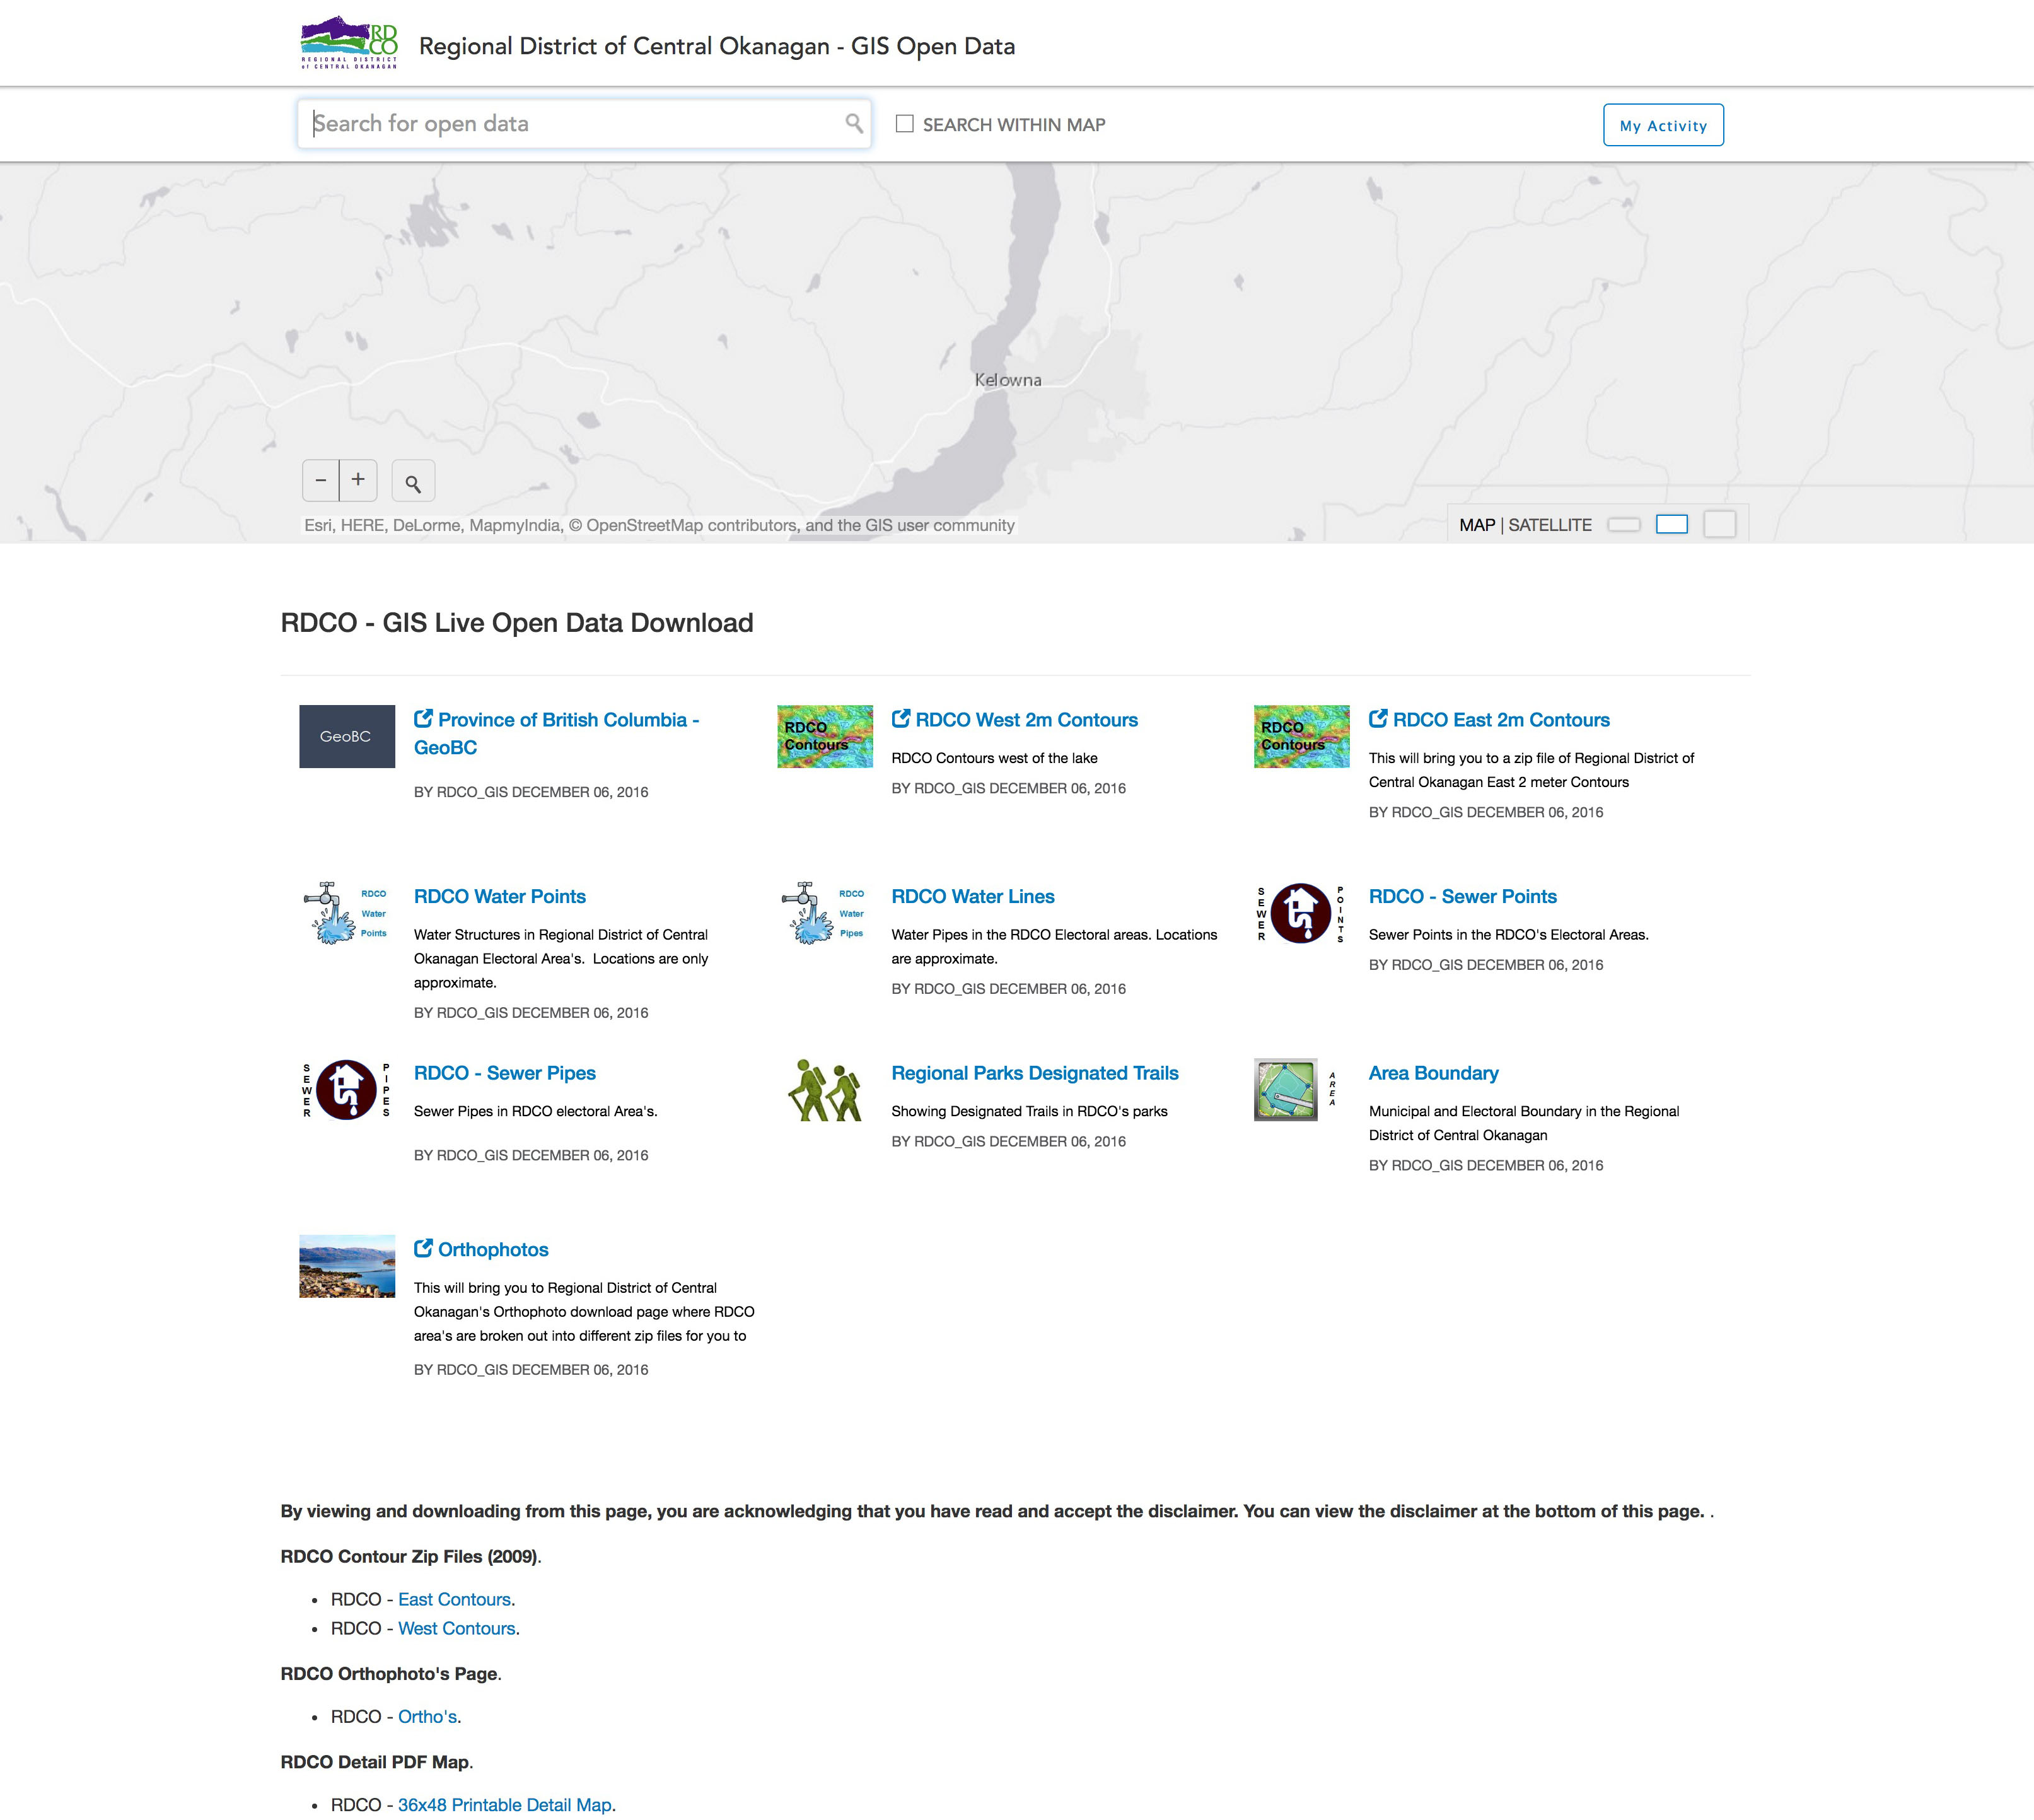 RD
CO
REGIONAL DISTRICT
of CENTRAL OKANAGAN
Regional District of Central Okanagan - GIS Open Data
Search for open data
SEARCH WITHIN MAP
My Activity
Kelowna
− +
Esri, HERE, DeLorme, MapmyIndia, © OpenStreetMap contributors, and the GIS user community
MAP | SATELLITE
RDCO - GIS Live Open Data Download
GeoBC
Province of British Columbia -
GeoBC
BY RDCO_GIS DECEMBER 06, 2016
RDCO
Contours
RDCO West 2m Contours
RDCO Contours west of the lake
BY RDCO_GIS DECEMBER 06, 2016
RDCO
Contours
RDCO East 2m Contours
This will bring you to a zip file of Regional District of
Central Okanagan East 2 meter Contours
BY RDCO_GIS DECEMBER 06, 2016
RDCO
Water
Points
RDCO Water Points
Water Structures in Regional District of Central
Okanagan Electoral Area's.  Locations are only
approximate.
BY RDCO_GIS DECEMBER 06, 2016
RDCO
Water
Pipes
RDCO Water Lines
Water Pipes in the RDCO Electoral areas. Locations
are approximate.
BY RDCO_GIS DECEMBER 06, 2016
SEWER
POINTS
RDCO - Sewer Points
Sewer Points in the RDCO's Electoral Areas.
BY RDCO_GIS DECEMBER 06, 2016
SEWER
PIPES
RDCO - Sewer Pipes
Sewer Pipes in RDCO electoral Area's.
BY RDCO_GIS DECEMBER 06, 2016
Regional Parks Designated Trails
Showing Designated Trails in RDCO's parks
BY RDCO_GIS DECEMBER 06, 2016
AREA
Area Boundary
Municipal and Electoral Boundary in the Regional
District of Central Okanagan
BY RDCO_GIS DECEMBER 06, 2016
Orthophotos
This will bring you to Regional District of Central
Okanagan's Orthophoto download page where RDCO
area's are broken out into different zip files for you to
BY RDCO_GIS DECEMBER 06, 2016
By viewing and downloading from this page, you are acknowledging that you have read and accept the disclaimer. You can view the disclaimer at the bottom of this page. .
RDCO Contour Zip Files (2009).
• RDCO - East Contours.
• RDCO - West Contours.
RDCO Orthophoto's Page.
• RDCO - Ortho's.
RDCO Detail PDF Map.
• RDCO - 36x48 Printable Detail Map.